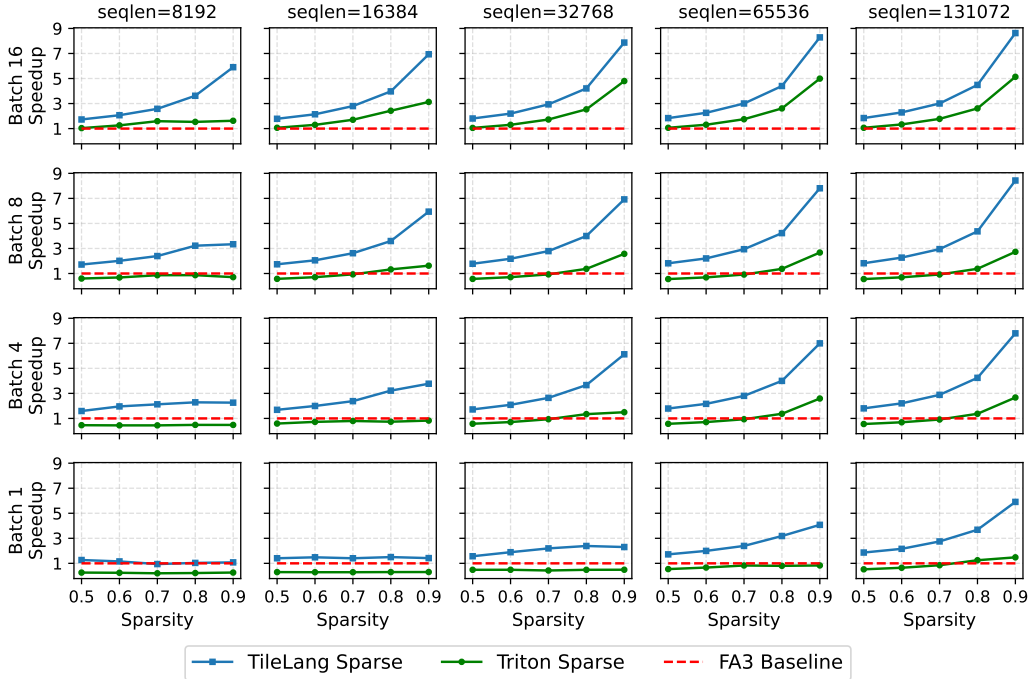 seqlen=8192 seqlen=16384 seqlen=32768 seqlen=65536 seqlen=131072
Batch 16
Speedup
9
7
5
3
1
Batch 8
Speedup
9
7
5
3
1
Batch 4
Speedup
9
7
5
3
1
Batch 1
Speedup
9
7
5
3
1
0.5 0.6 0.7 0.8 0.9 0.5 0.6 0.7 0.8 0.9 0.5 0.6 0.7 0.8 0.9 0.5 0.6 0.7 0.8 0.9 0.5 0.6 0.7 0.8 0.9
Sparsity Sparsity Sparsity Sparsity Sparsity
TileLang Sparse Triton Sparse FA3 Baseline